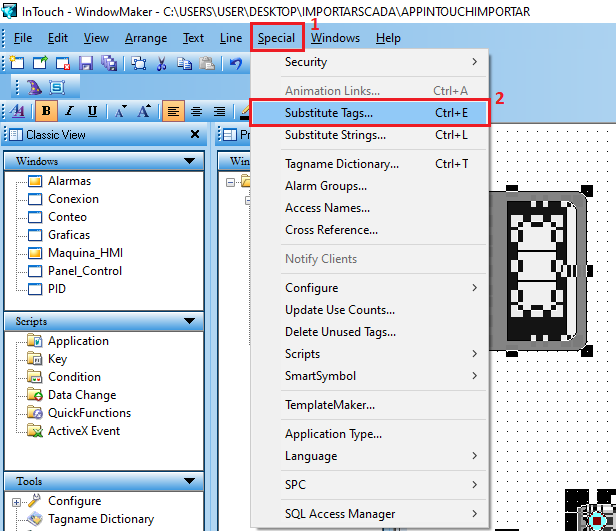 InTouch - WindowMaker - C:\USERS\USER\DESKTOP\IMPORTARSCADA\APPINTOUCHIMPORTAR
File Edit View Arrange Text Line Special Windows Help
1
B I U A A
Classic View
Windows
Alarmas
Conexion
Conteo
Graficas
Maquina_HMI
Panel_Control
PID
Scripts
Application
Key
Condition
Data Change
QuickFunctions
ActiveX Event
Tools
Configure
Tagname Dictionary
Security
Animation Links... Ctrl+A
Substitute Tags... Ctrl+E
2
Substitute Strings... Ctrl+L
Tagname Dictionary... Ctrl+T
Alarm Groups...
Access Names...
Cross Reference...
Notify Clients
Configure
Update Use Counts...
Delete Unused Tags...
Scripts
SmartSymbol
TemplateMaker...
Application Type...
Language
SPC
SQL Access Manager